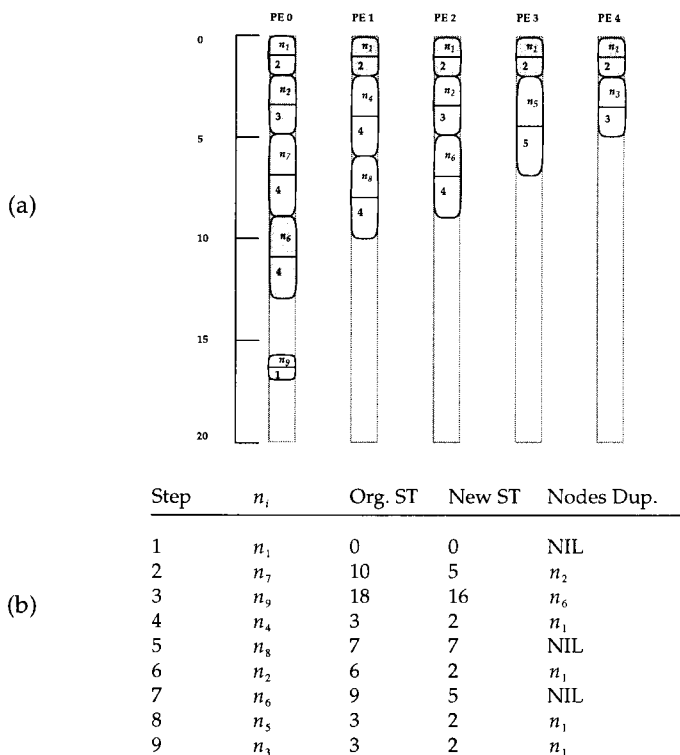 PE 0 PE 1 PE 2 PE 3 PE 4
0
5
10
15
20
n1
2
n2
3
n7
4
n6
4
n9
1
n1
2
n4
4
n8
4
n1
2
n2
3
n6
4
n1
2
n5
5
n1
2
n3
3
(a)
Step ni Org. ST New ST Nodes Dup.
1 n1 0 0 NIL
2 n7 10 5 n2
3 n9 18 16 n6
4 n4 3 2 n1
5 n8 7 7 NIL
6 n2 6 2 n1
7 n6 9 5 NIL
8 n5 3 2 n1
9 n3 3 2 n1
(b)